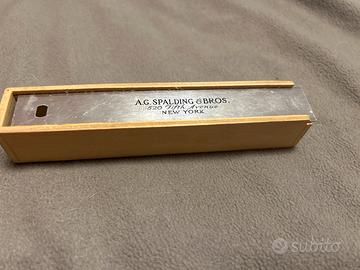 A.G. SPALDING & BROS.
520 Fifth Avenue
NEW YORK
subito